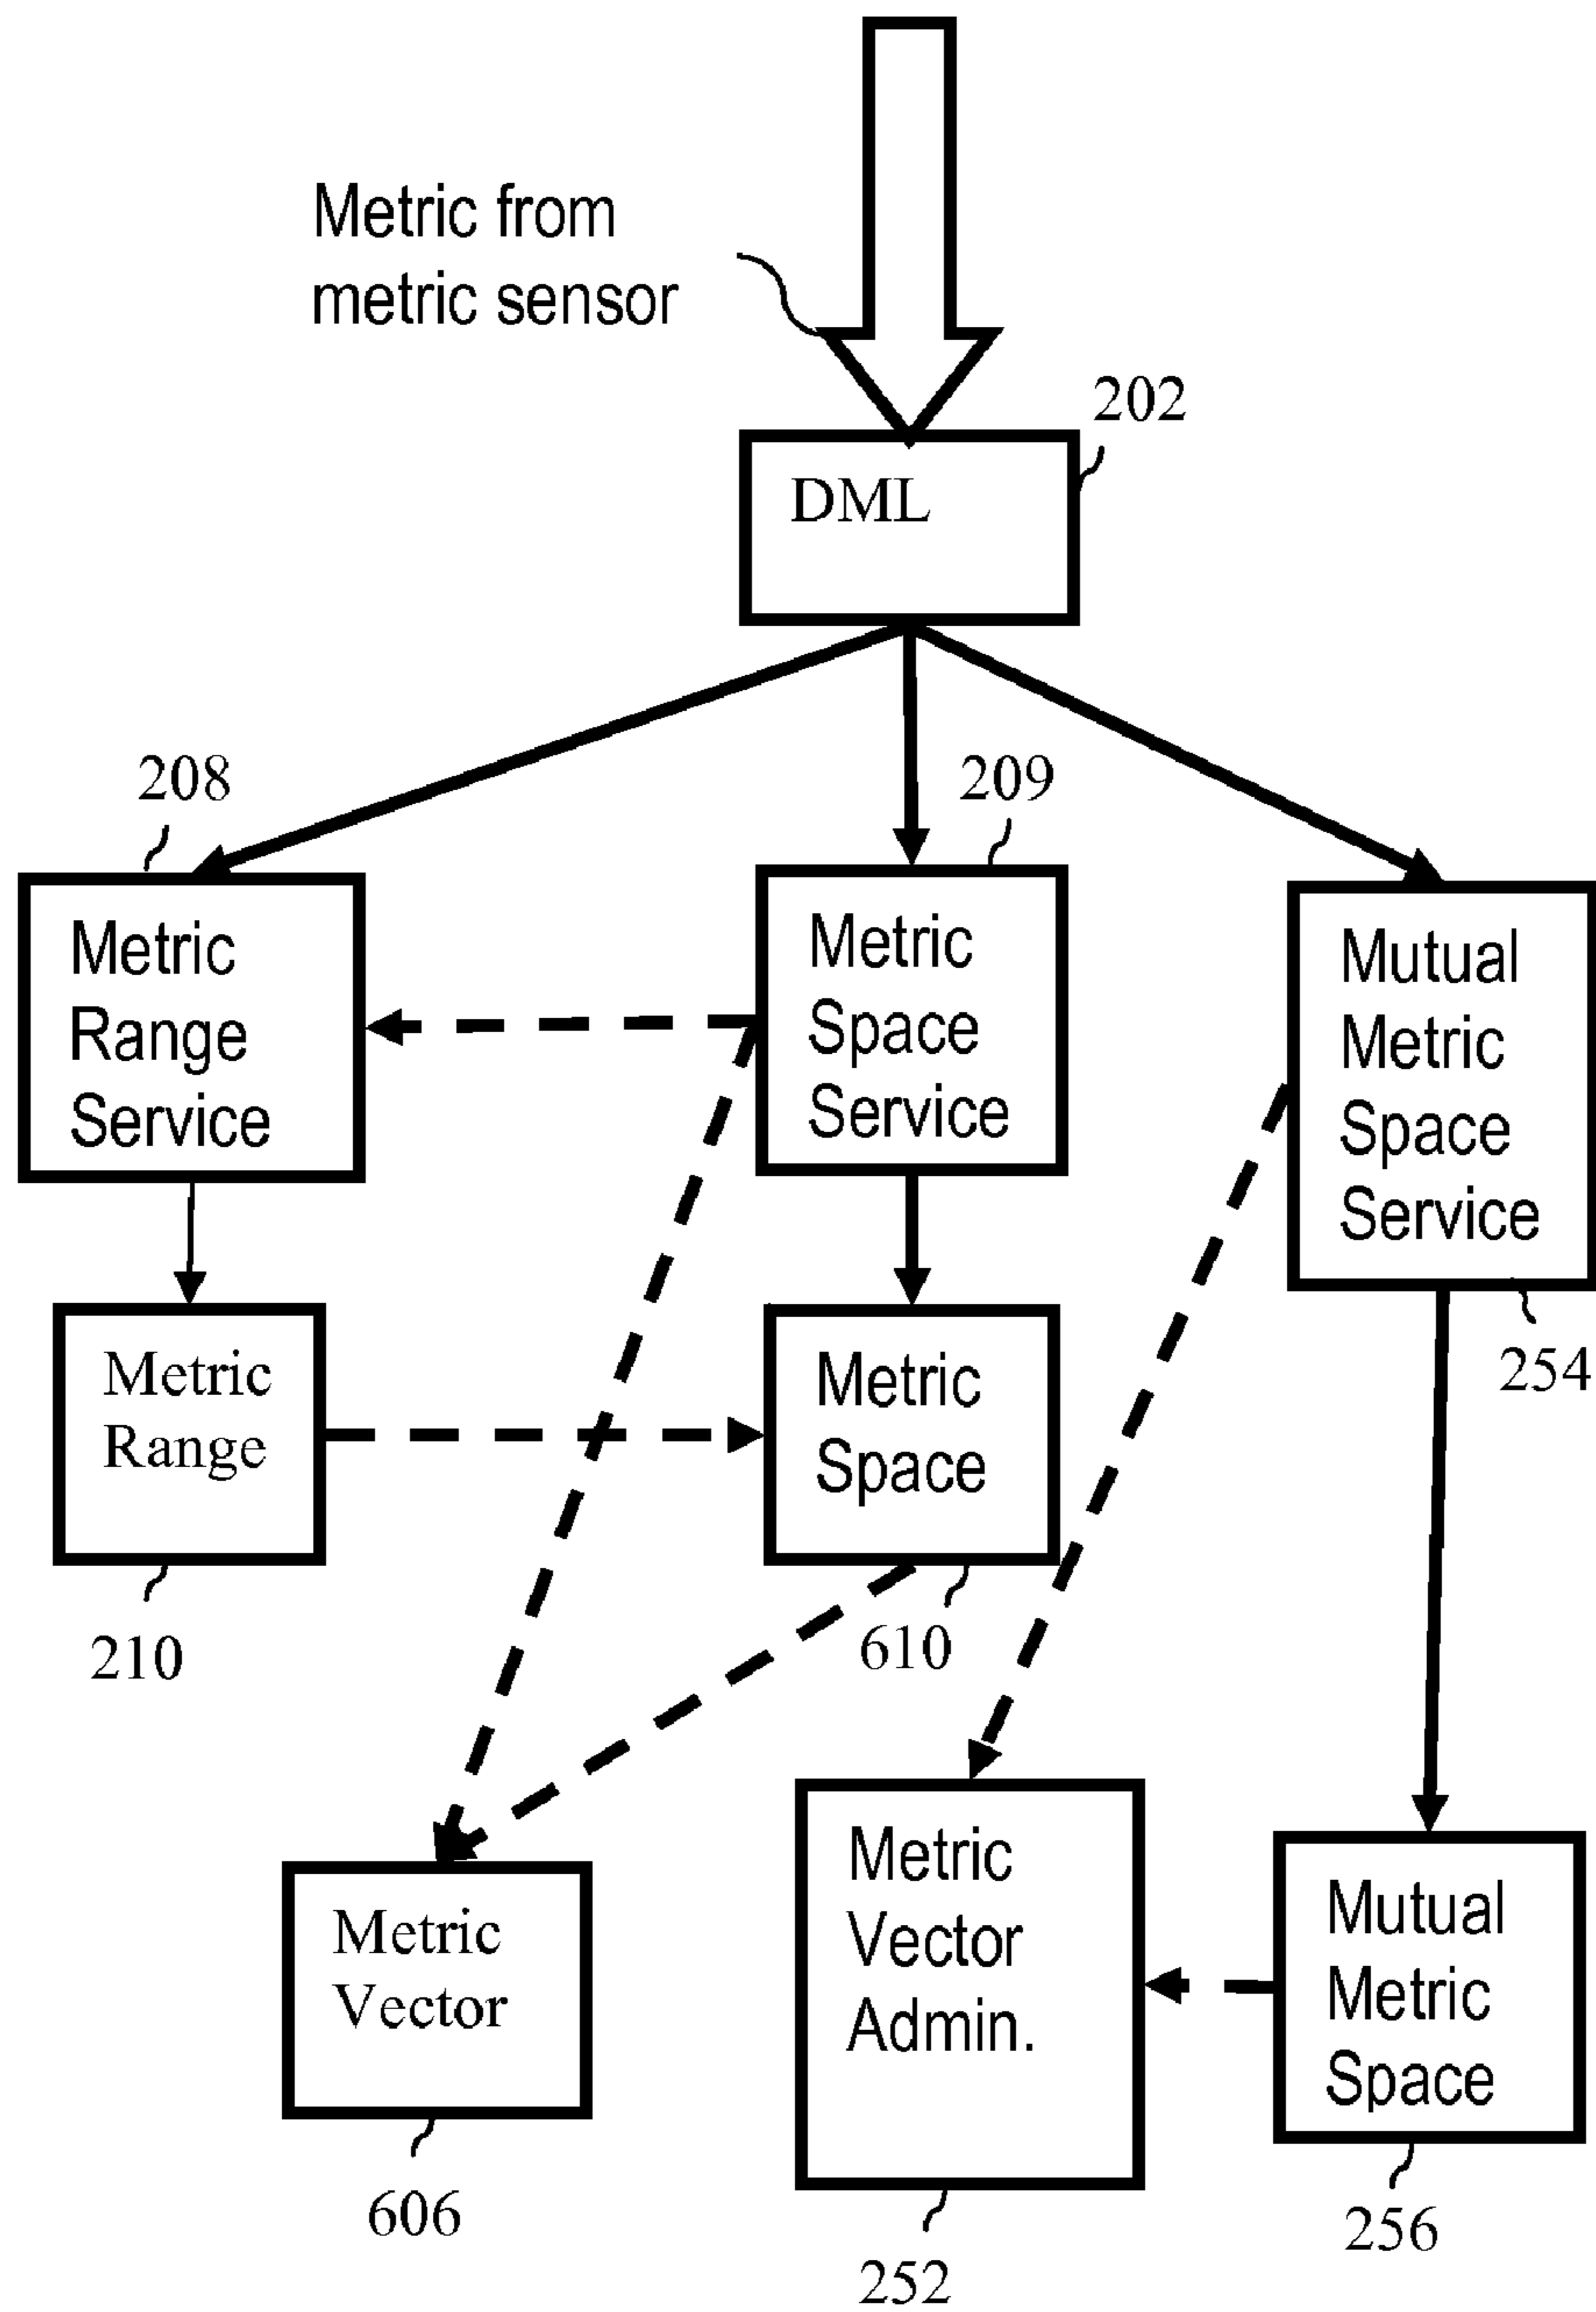 Metric from
metric sensor
202
DML
208
209
Metric
Range
Service
Metric
Space
Service
Mutual
Metric
Space
Service
254
Metric
Range
Metric
Space
210
610
Metric
Vector
Metric
Vector
Admin.
Mutual
Metric
Space
606
252
256